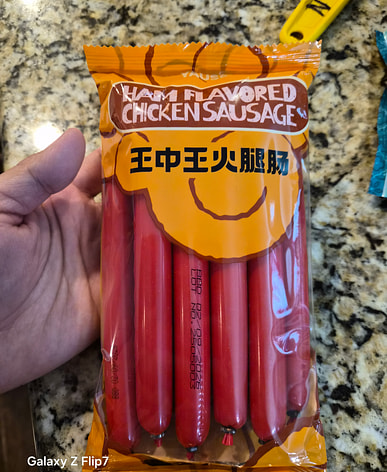 HAM FLAVORED
CHICKEN SAUSAGE
王中王火腿肠
N
Galaxy Z Flip7